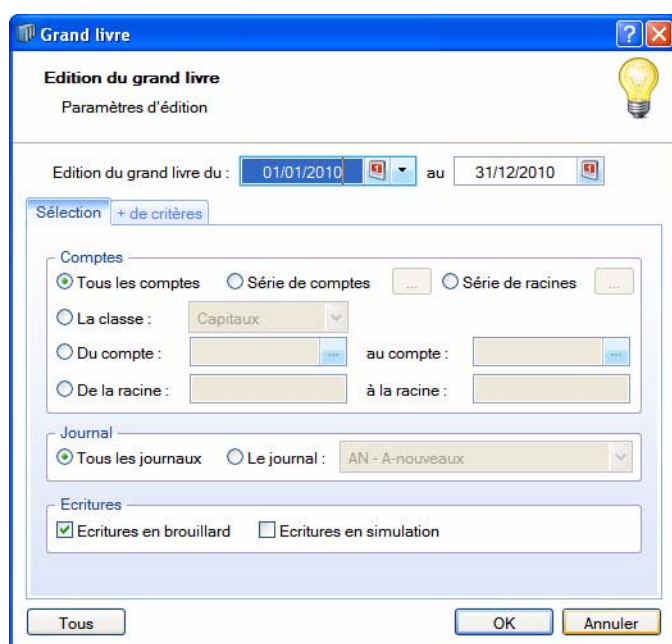 Grand livre
Edition du grand livre
Paramètres d'édition
Edition du grand livre du : 01/01/2010 au 31/12/2010
Sélection + de critères
Comptes
Tous les comptes Série de comptes ... Série de racines ...
La classe : Capitaux
Du compte : ... au compte : ...
De la racine : à la racine :
Journal
Tous les journaux Le journal : AN - A-nouveaux
Ecritures
Ecritures en brouillard Ecritures en simulation
Tous OK Annuler